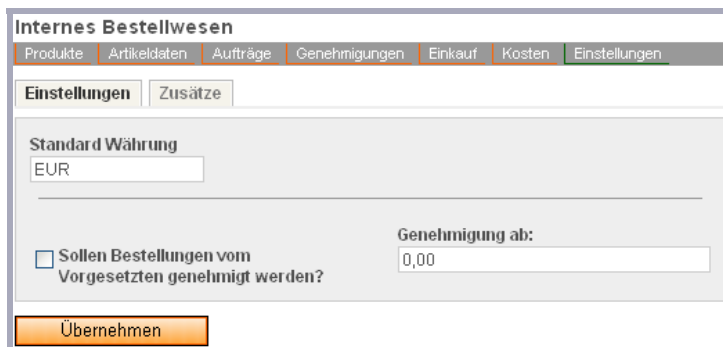 Internes Bestellwesen
Produkte Artikeldaten Aufträge Genehmigungen Einkauf Kosten Einstellungen
Einstellungen Zusätze
Standard Währung
EUR
Genehmigung ab:
Sollen Bestellungen vom
Vorgesetzten genehmigt werden?
0,00
Übernehmen